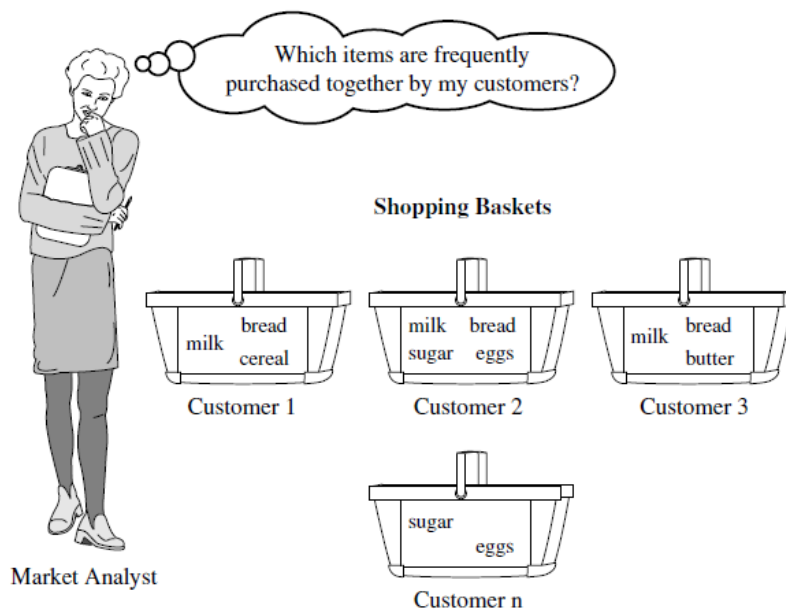 Which items are frequently
purchased together by my customers?
Shopping Baskets
milk bread
cereal
Customer 1
milk bread
sugar eggs
Customer 2
milk bread
butter
Customer 3
sugar
eggs
Customer n
Market Analyst